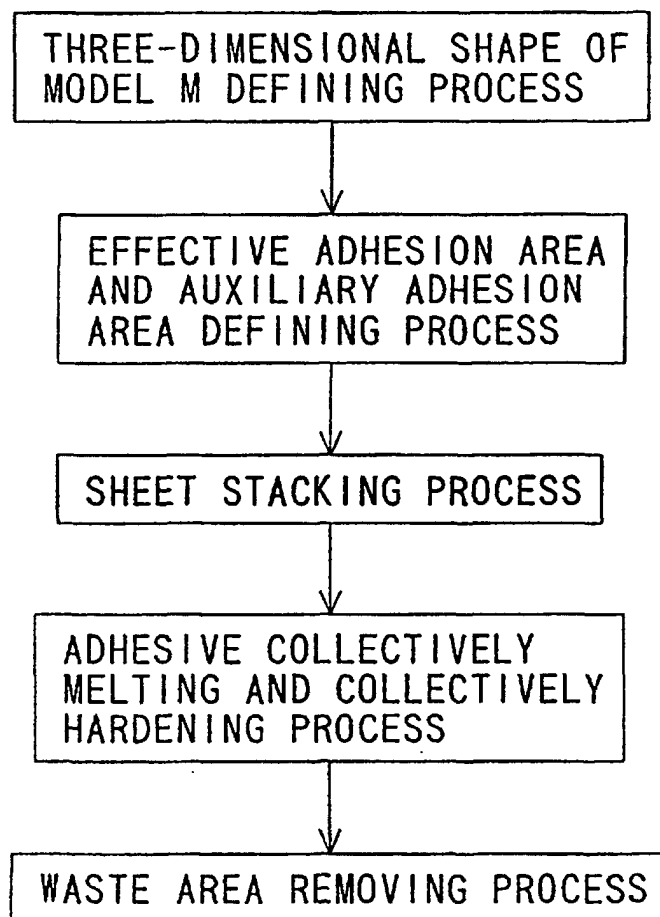 THREE-DIMENSIONAL SHAPE OF
MODEL M DEFINING PROCESS
EFFECTIVE ADHESION AREA
AND AUXILIARY ADHESION
AREA DEFINING PROCESS
SHEET STACKING PROCESS
ADHESIVE COLLECTIVELY
MELTING AND COLLECTIVELY
HARDENING PROCESS
WASTE AREA REMOVING PROCESS